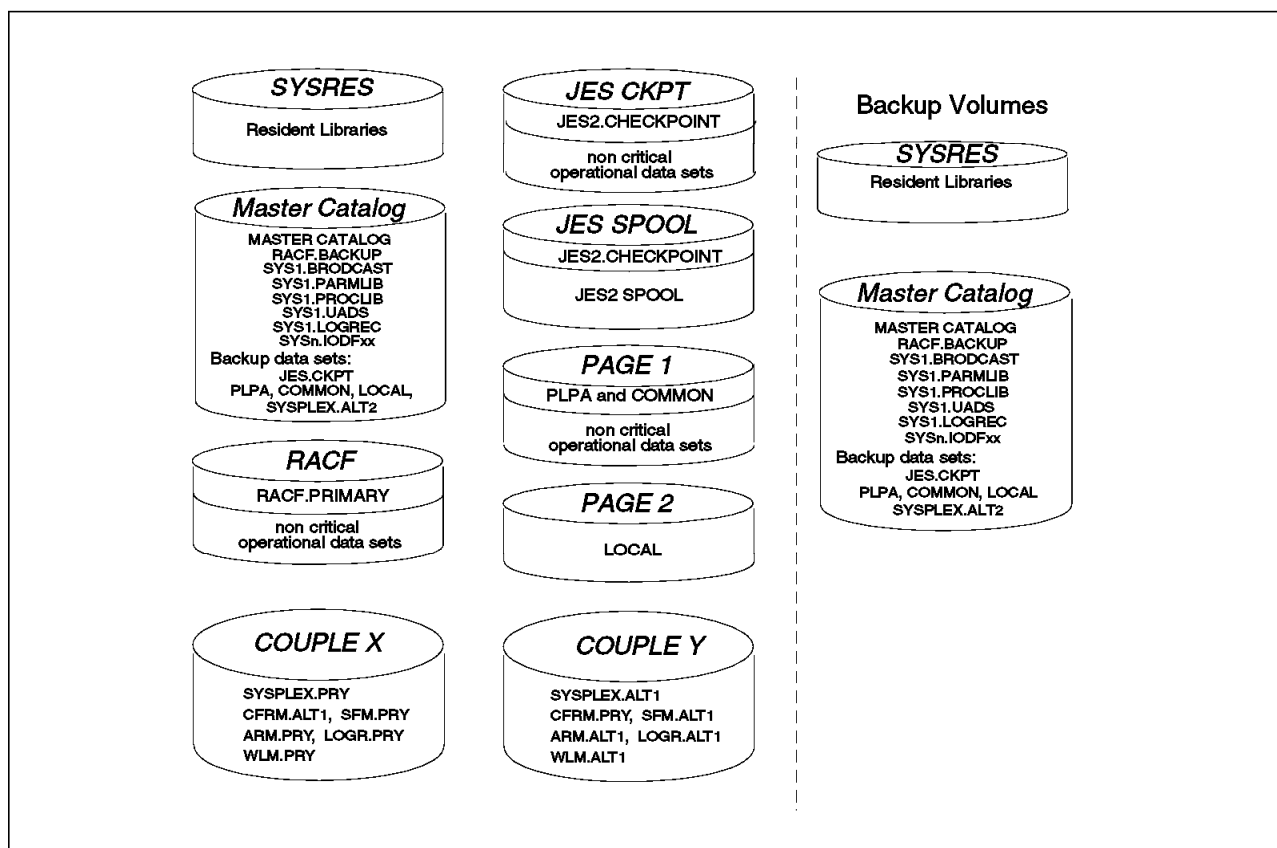 SYSRES
Resident Libraries
Master Catalog
MASTER CATALOG
RACF.BACKUP
SYS1.BRODCAST
SYS1.PARMLIB
SYS1.PROCLIB
SYS1.UADS
SYS1.LOGREC
SYSn.IODFxx
Backup data sets:
JES.CKPT
PLPA, COMMON, LOCAL,
SYSPLEX.ALT2
RACF
RACF.PRIMARY
non critical
operational data sets
COUPLE X
SYSPLEX.PRY
CFRM.ALT1, SFM.PRY
ARM.PRY, LOGR.PRY
WLM.PRY
JES CKPT
JES2.CHECKPOINT
non critical
operational data sets
JES SPOOL
JES2.CHECKPOINT
JES2 SPOOL
PAGE 1
PLPA and COMMON
non critical
operational data sets
PAGE 2
LOCAL
COUPLE Y
SYSPLEX.ALT1
CFRM.PRY, SFM.ALT1
ARM.ALT1, LOGR.ALT1
WLM.ALT1
Backup Volumes
SYSRES
Resident Libraries
Master Catalog
MASTER CATALOG
RACF.BACKUP
SYS1.BRODCAST
SYS1.PARMLIB
SYS1.PROCLIB
SYS1.UADS
SYS1.LOGREC
SYSn.IODFxx
Backup data sets:
JES.CKPT
PLPA, COMMON, LOCAL
SYSPLEX.ALT2